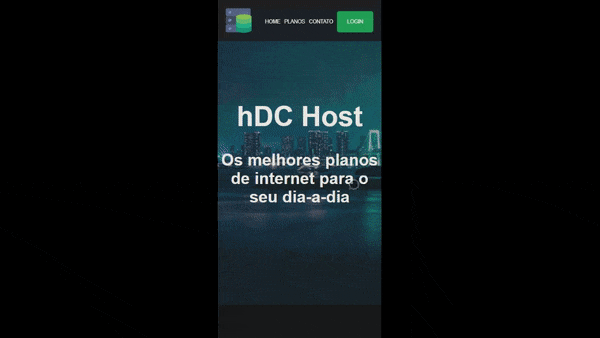 HOME PLANOS CONTATO LOGIN
hDC Host
Os melhores planos
de internet para o
seu dia-a-dia